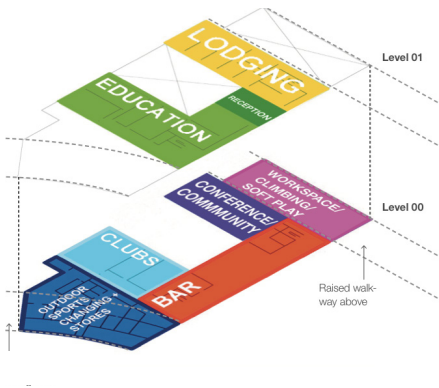 LODGING
Level 01
EDUCATION
RECEPTION
WORKSPACE/
CLIMBING/
SOFT PLAY
CONFERENCE/
COMMMUNITY
Level 00
CLUBS
BAR
OUTDOOR
SPORTS
CHANGING +
STORES
Raised walk-
way above